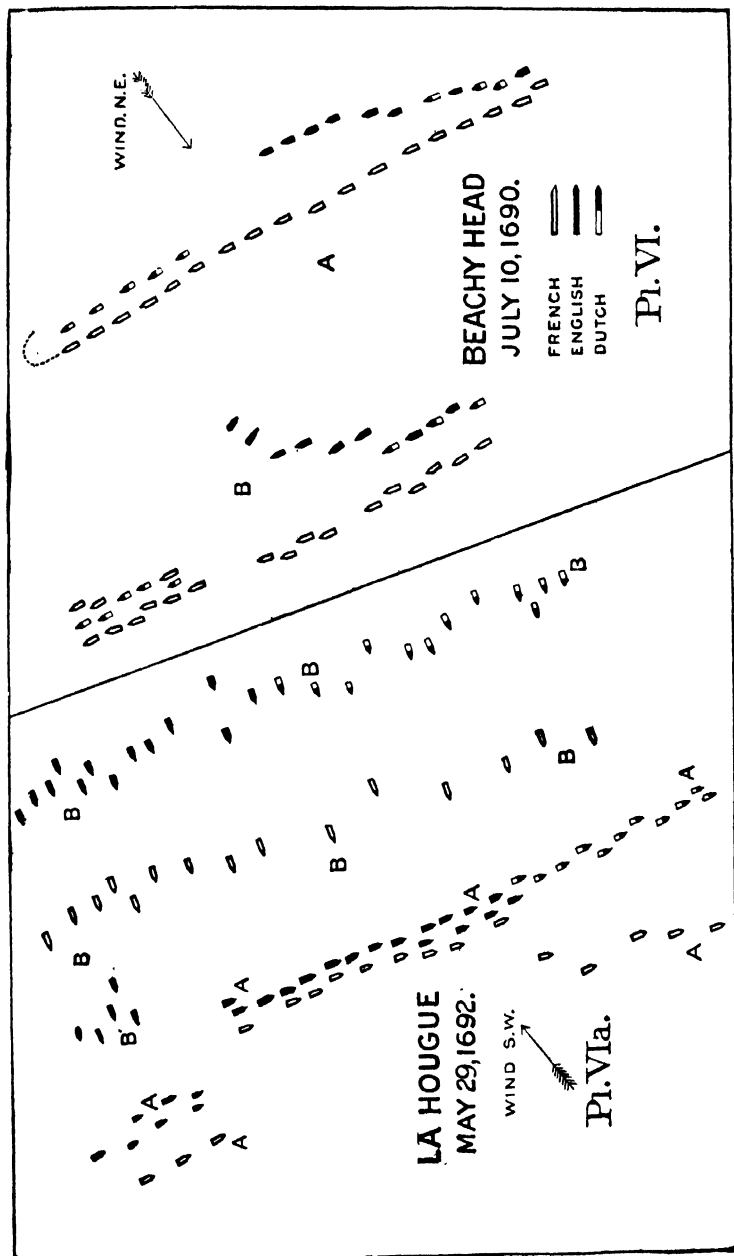 WIND. N.E.
A
BEACHY HEAD
JULY 10, 1690.
FRENCH
ENGLISH
DUTCH
Pl. VI.
B
B
B
B
B
B
B
B'
A
A
A
A
A
A
LA HOUGUE
MAY 29, 1692.
WIND S.W.
Pl. VIa.